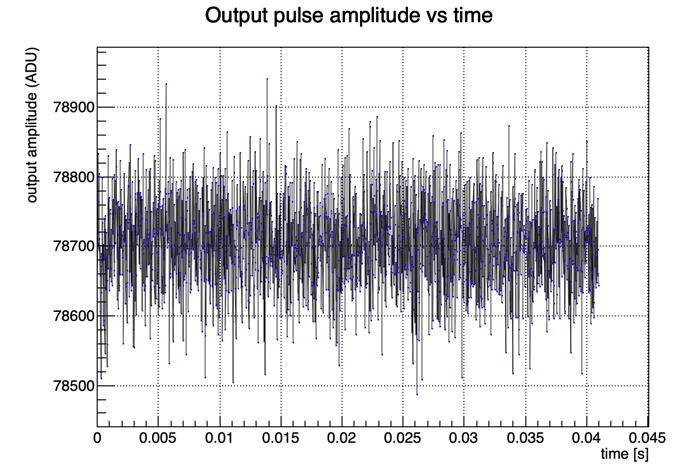 Output pulse amplitude vs time
output amplitude (ADU)
78900
78800
78700
78600
78500
0 0.005 0.01 0.015 0.02 0.025 0.03 0.035 0.04 0.045
time [s]